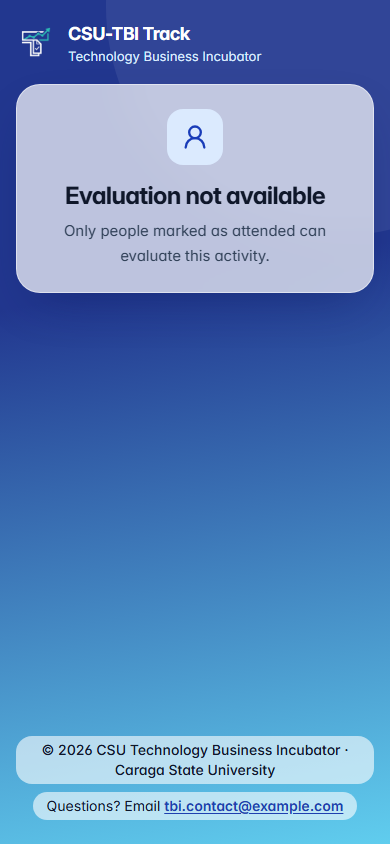 CSU-TBI Track
Technology Business Incubator
Evaluation not available
Only people marked as attended can
evaluate this activity.
© 2026 CSU Technology Business Incubator ·
Caraga State University
Questions? Email tbi.contact@example.com